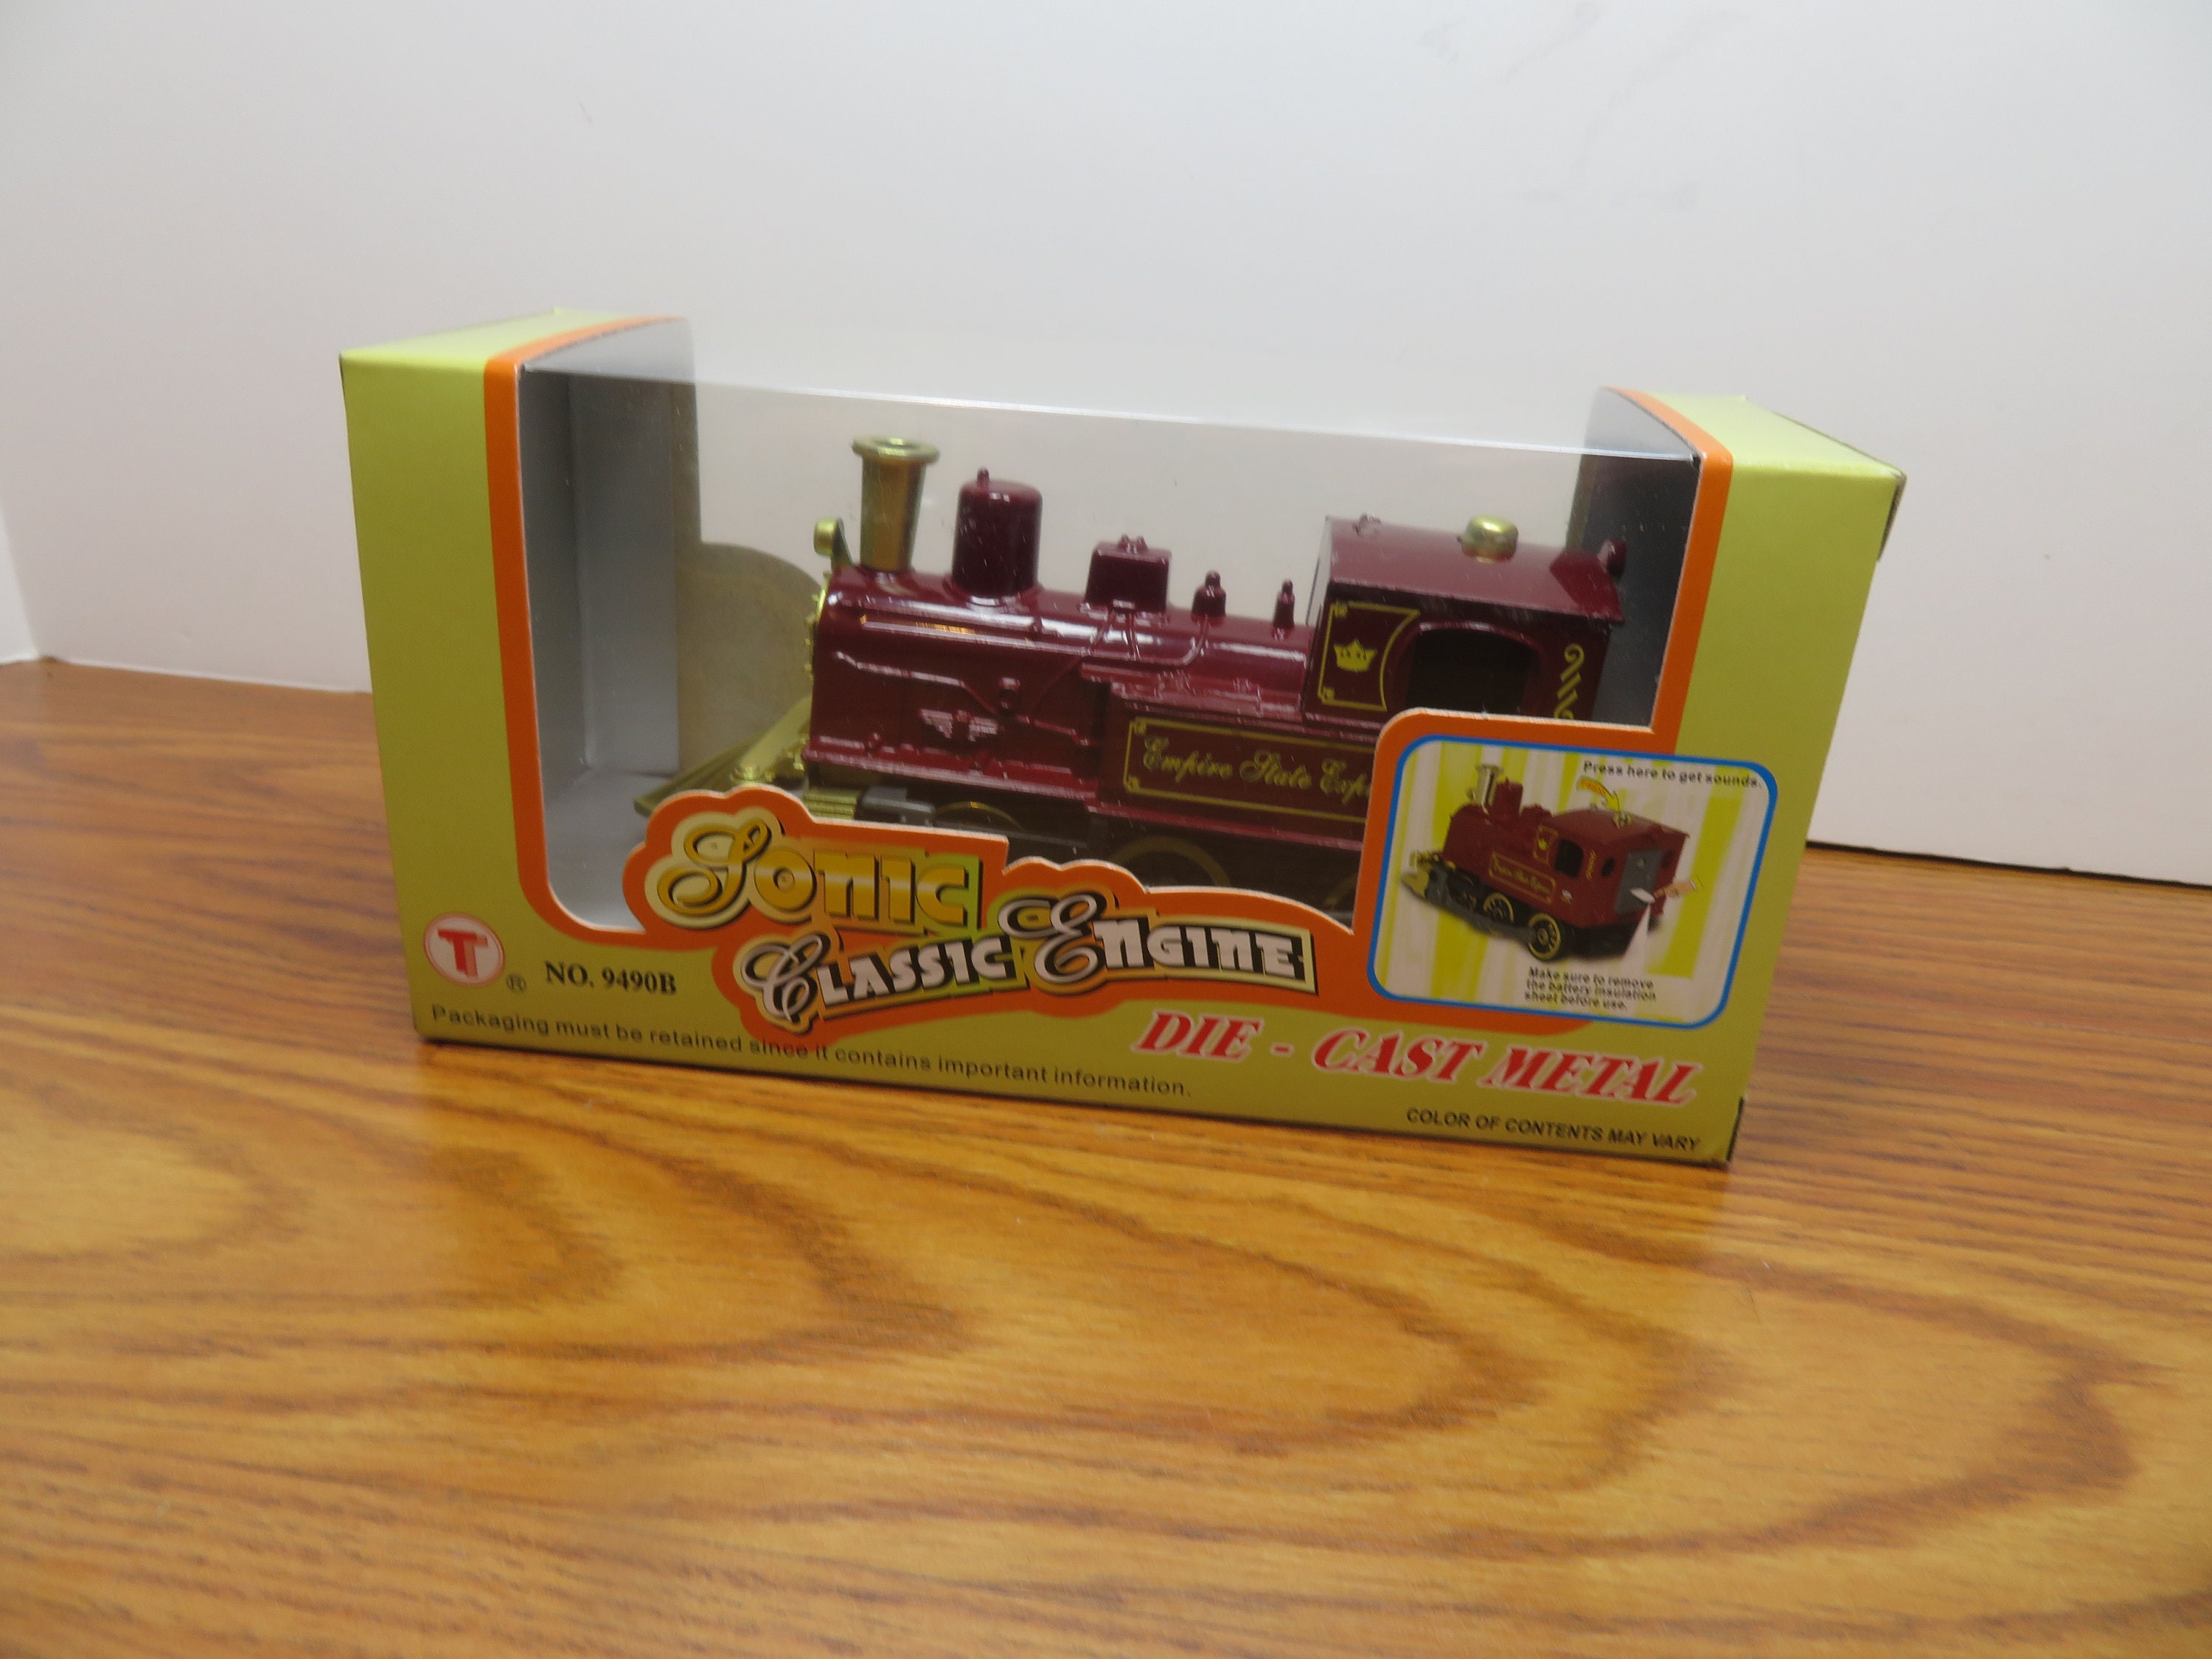 Empire State Exp
Press here to get sounds.
Make sure to remove
the battery insulation
sheet before use.
Sonic
Classic Engine
T
® NO. 9490B
Packaging must be retained since it contains important information.
DIE - CAST METAL
COLOR OF CONTENTS MAY VARY